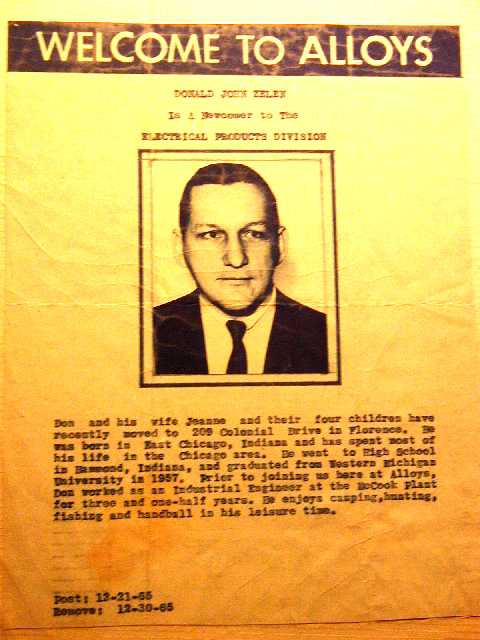 WELCOME TO ALLOYS
DONALD JOHN ZELEN
Is A Newcomer to The
ELECTRICAL PRODUCTS DIVISION
Don and his wife Jeanne and their four children have
recently moved to 209 Colonial Drive in Florence. He
was born in East Chicago, Indiana and has spent most of
his life in the Chicago area. He went to High School
in Hammond, Indiana, and graduated from Western Michigan
University in 1957. Prior to joining us here at Alloys,
Don worked as an Industrial Engineer at the McCook Plant
for three and one-half years. He enjoys camping,hunting,
fishing and handball in his leisure time.
Post: 12-21-65
Remove: 12-30-65